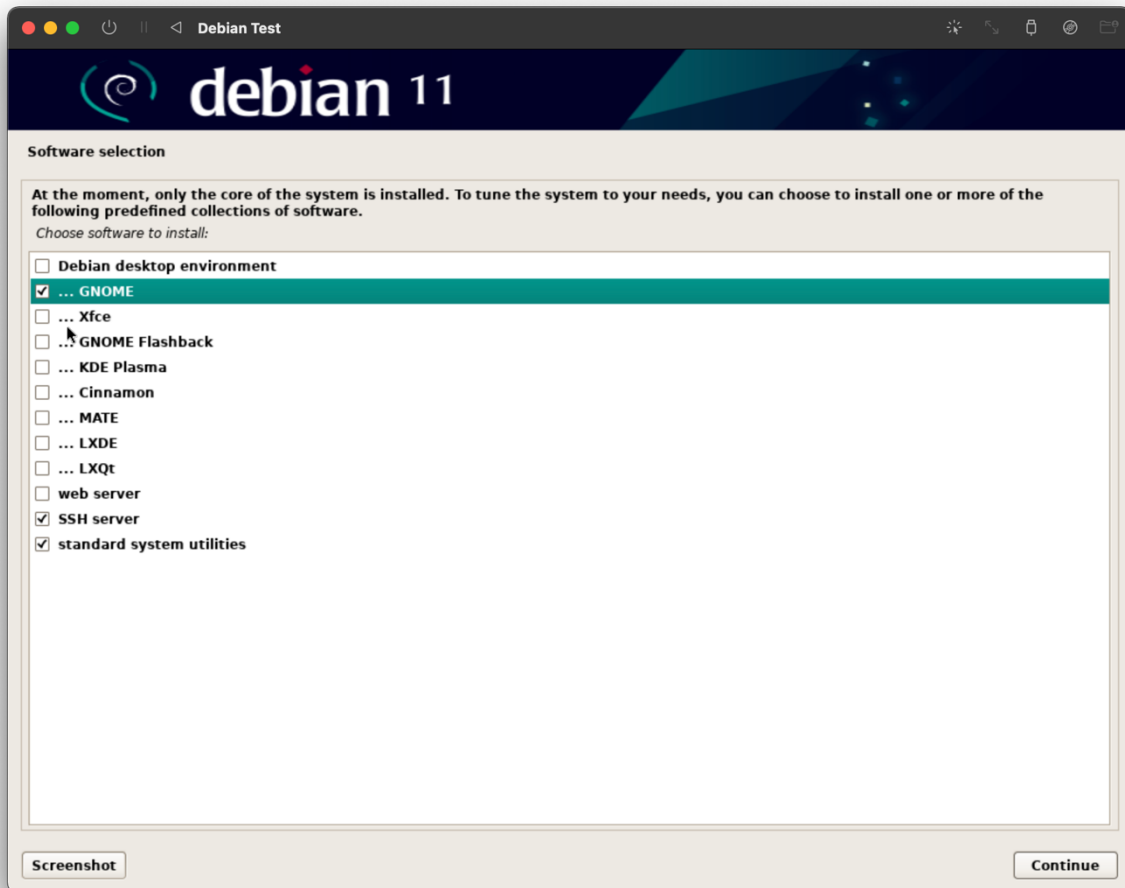 Debian Test
debian 11
Software selection
At the moment, only the core of the system is installed. To tune the system to your needs, you can choose to install one or more of the
following predefined collections of software.
Choose software to install:
Debian desktop environment
... GNOME
... Xfce
... GNOME Flashback
... KDE Plasma
... Cinnamon
... MATE
... LXDE
... LXQt
web server
SSH server
standard system utilities
Screenshot
Continue